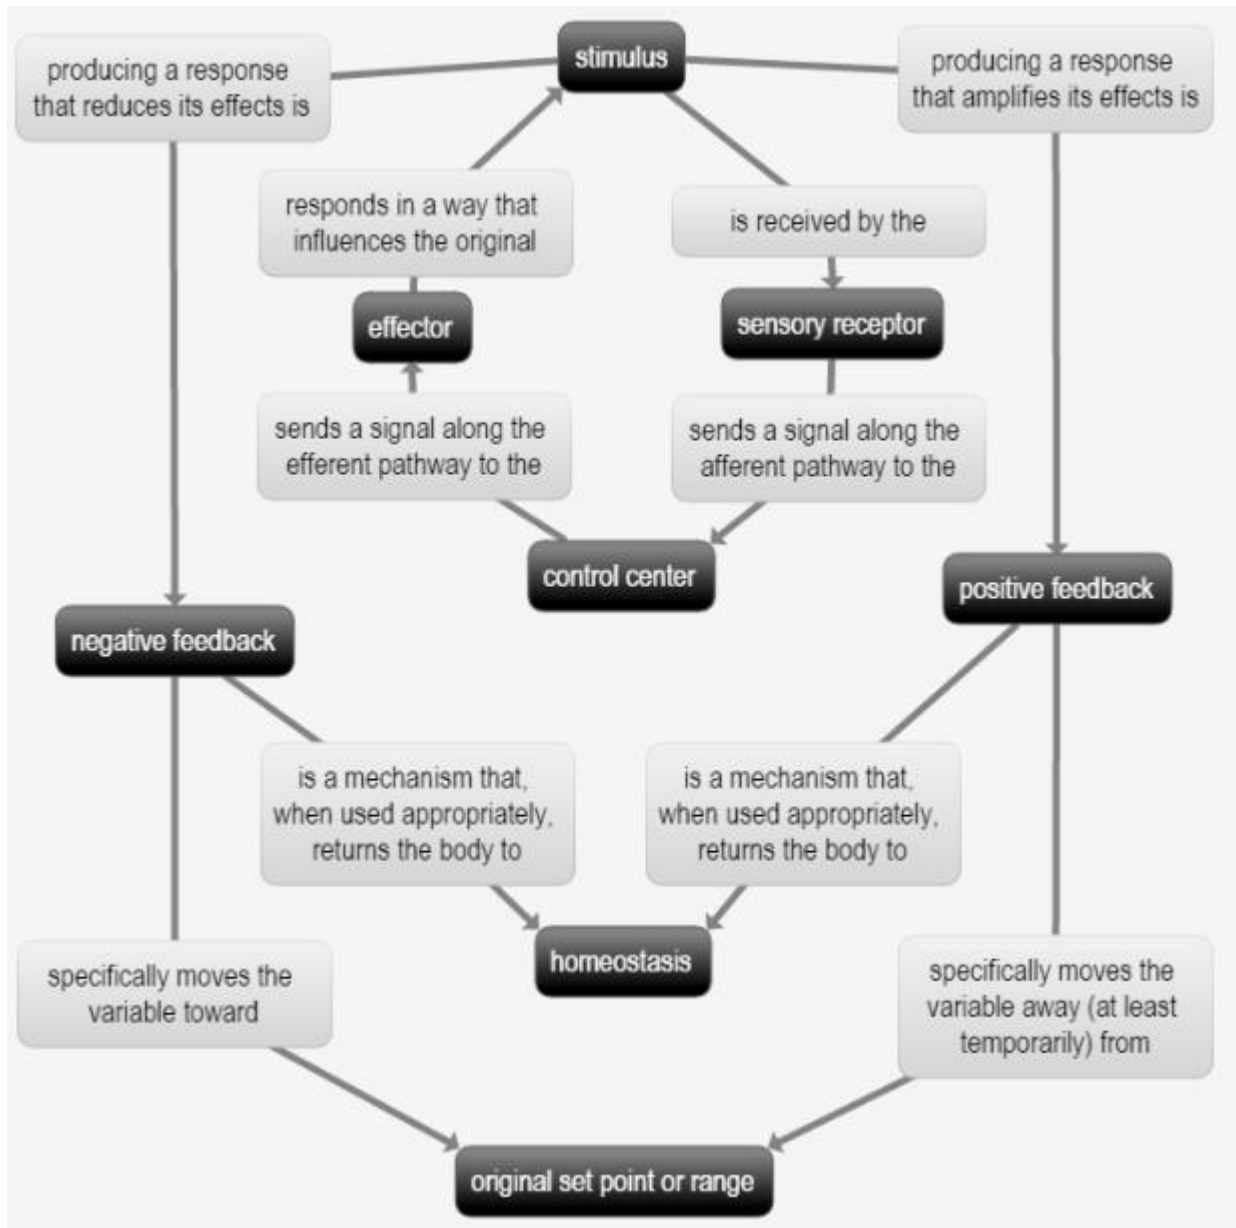 stimulus
producing a response
that reduces its effects is
producing a response
that amplifies its effects is
responds in a way that
influences the original
is received by the
effector
sensory receptor
sends a signal along the
efferent pathway to the
sends a signal along the
afferent pathway to the
control center
positive feedback
negative feedback
is a mechanism that,
when used appropriately,
returns the body to
is a mechanism that,
when used appropriately,
returns the body to
homeostasis
specifically moves the
variable toward
specifically moves the
variable away (at least
temporarily) from
original set point or range